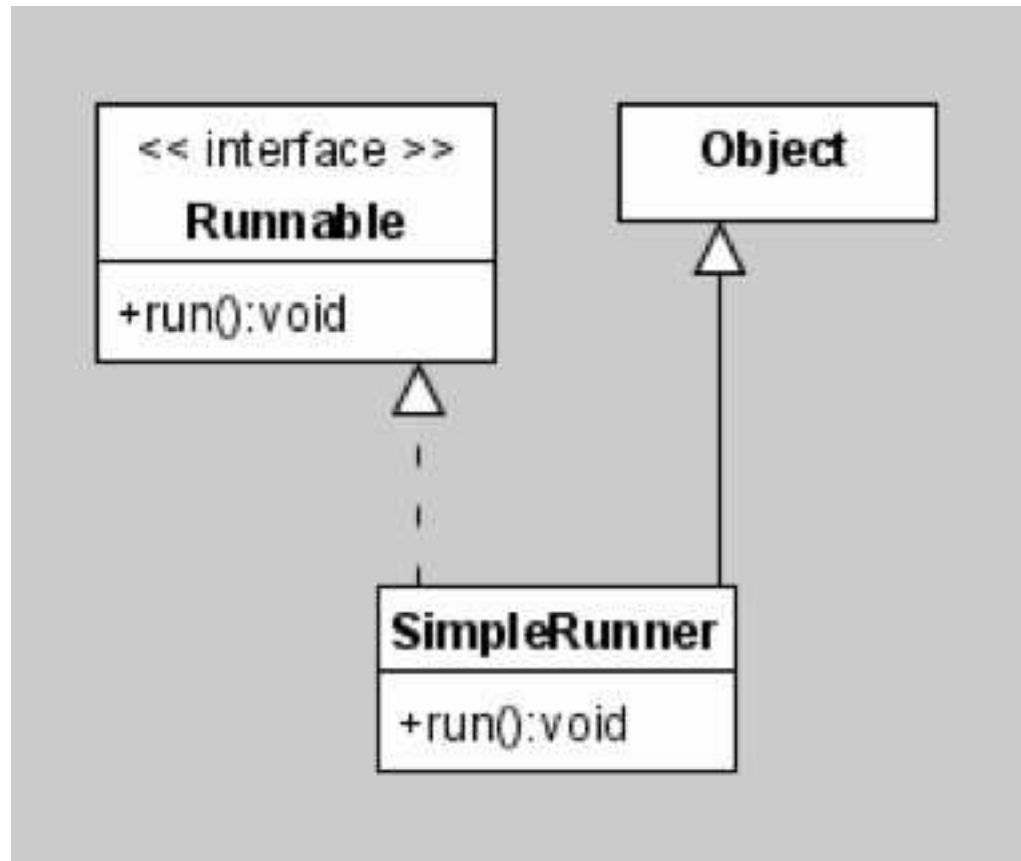 << interface >>
Runnable
+run():void
Object
SimpleRunner
+run():void